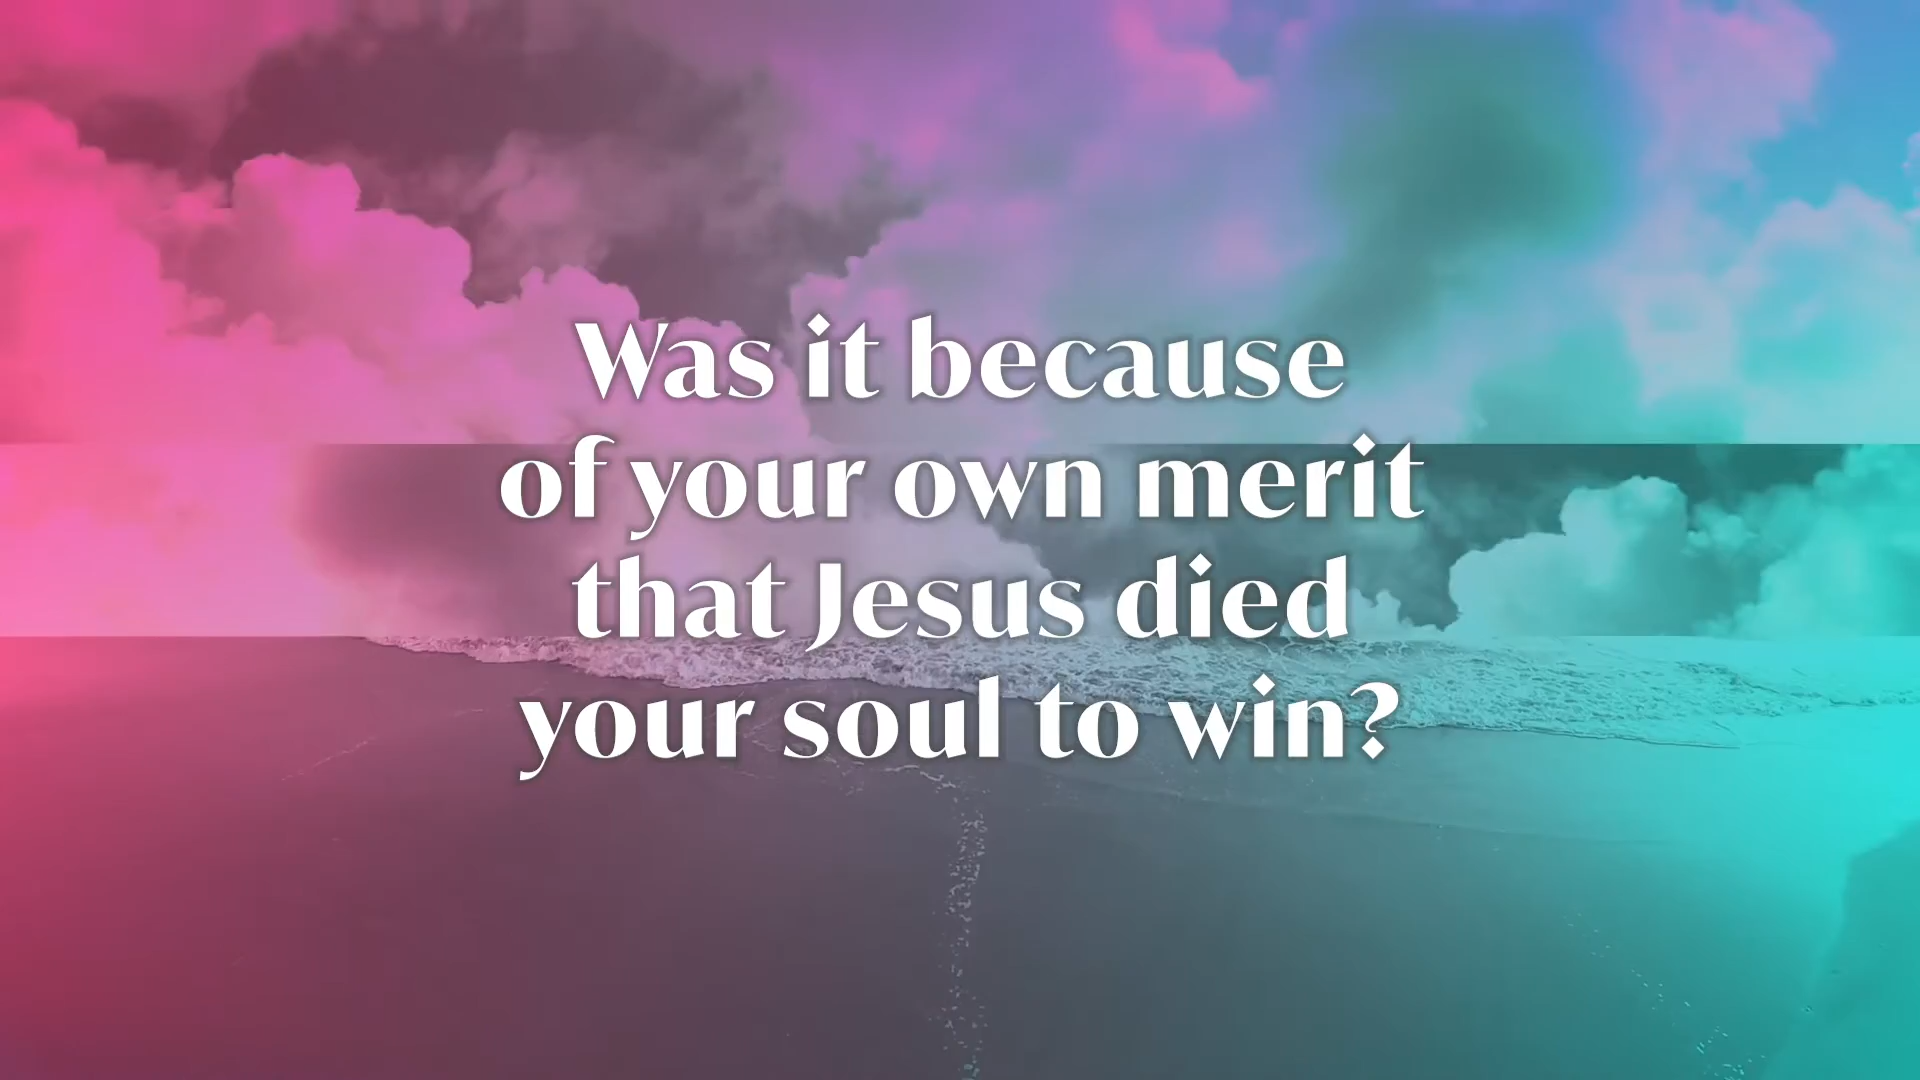 Was it because
of your own merit
that Jesus died
your soul to win?